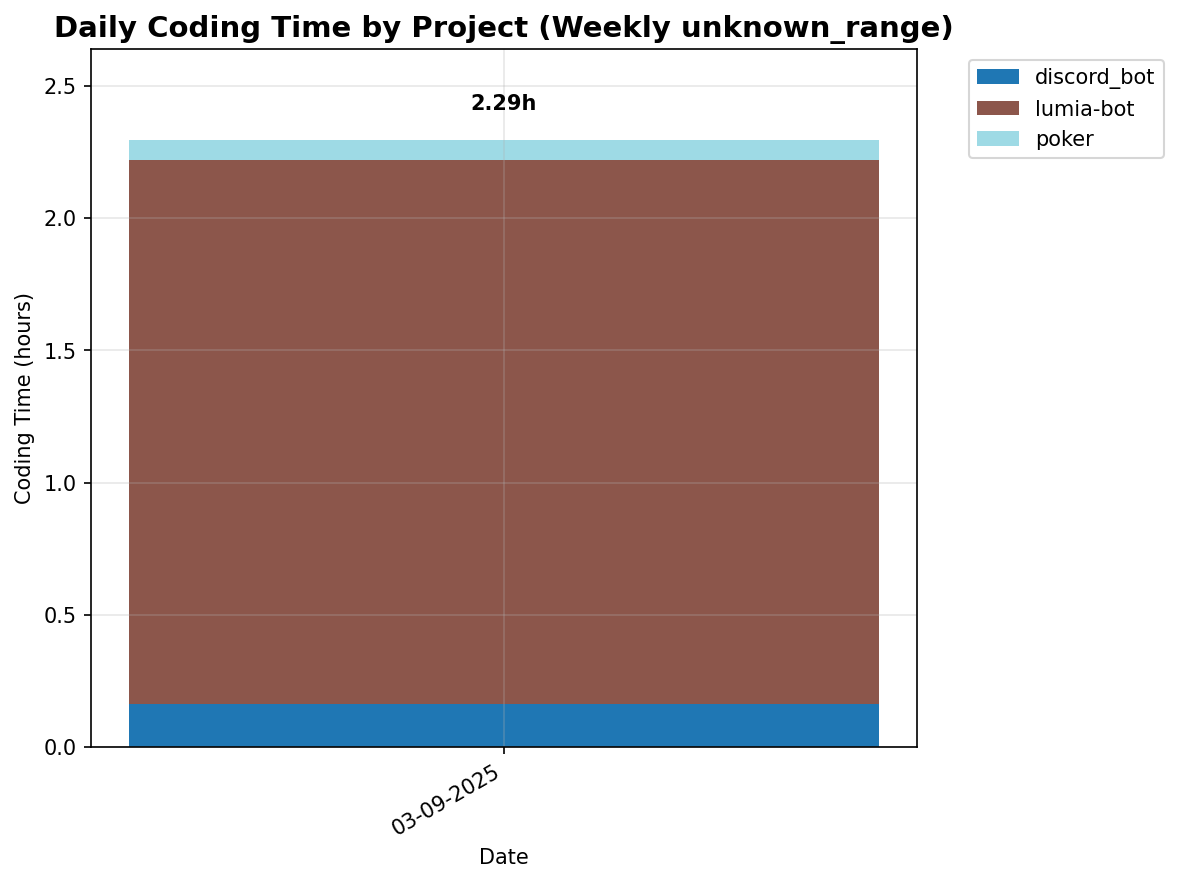 Daily Coding Time by Project (Weekly unknown_range)
discord_bot
lumia-bot
poker
2.29h
2.5
2.0
1.5
1.0
0.5
0.0
Coding Time (hours)
03-09-2025
Date